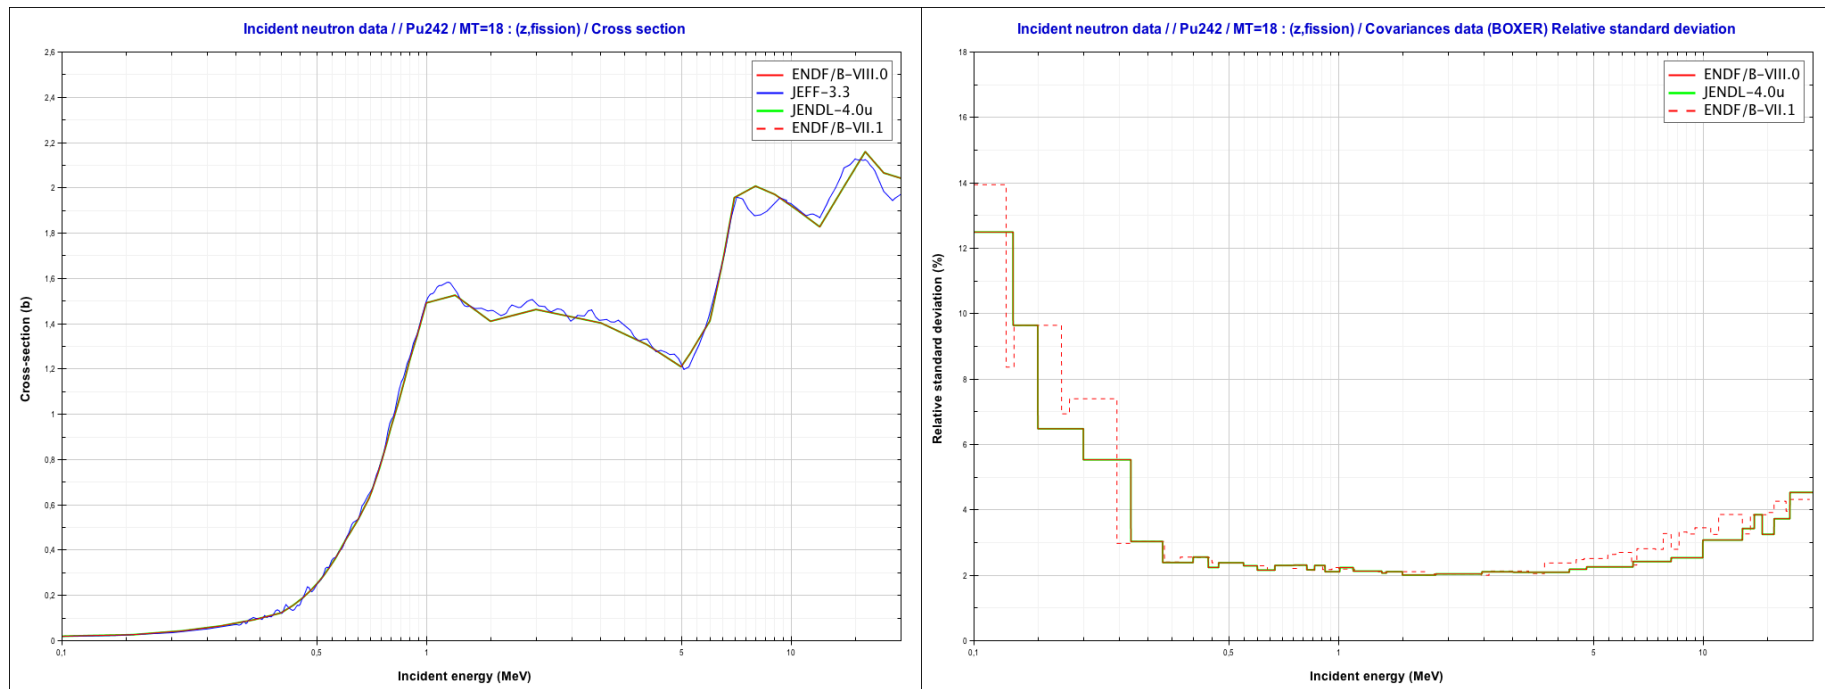 Incident neutron data / / Pu242 / MT=18 : (z,fission) / Cross section
2,6
2,4
2,2
2
1,8
1,6
1,4
1,2
1
0,8
0,6
0,4
0,2
0
Cross-section (b)
ENDF/B-VIII.0
JEFF-3.3
JENDL-4.0u
ENDF/B-VII.1
0,1
0,5
1
5
10
Incident energy (MeV)
Incident neutron data / / Pu242 / MT=18 : (z,fission) / Covariances data (BOXER) Relative standard deviation
18
16
14
12
10
8
6
4
2
0
Relative standard deviation (%)
ENDF/B-VIII.0
JENDL-4.0u
ENDF/B-VII.1
0,1
0,5
1
5
10
Incident energy (MeV)